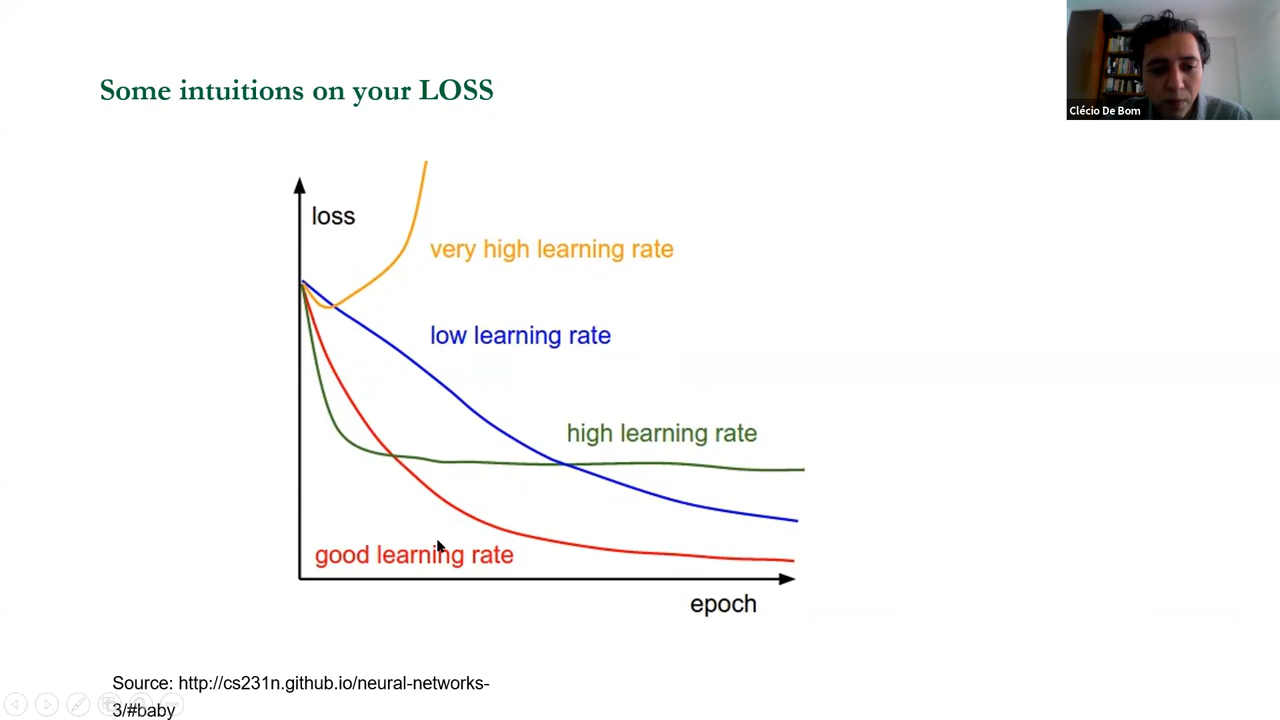 Some intuitions on your LOSS
Clécio De Bom
loss
very high learning rate
low learning rate
high learning rate
good learning rate
epoch
Source: http://cs231n.github.io/neural-networks-
3/#baby